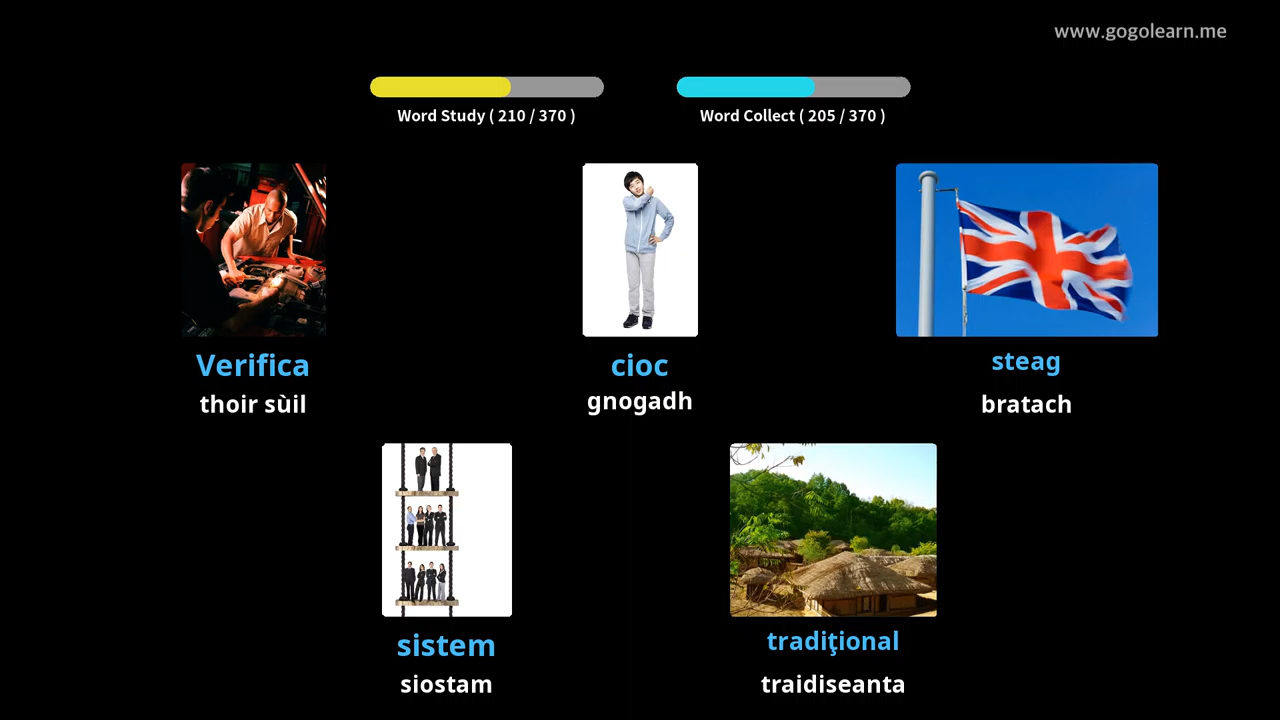 www.gogolearn.me
Word Study ( 210 / 370 )
Word Collect ( 205 / 370 )
Verifica
thoir sùil
cioc
gnogadh
steag
bratach
sistem
siostam
tradiţional
traidiseanta